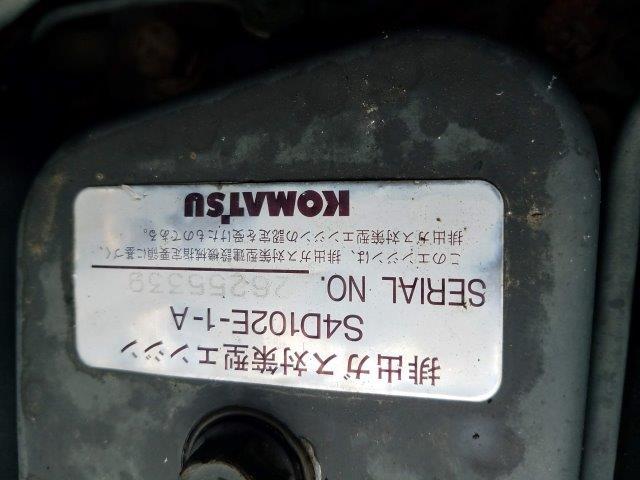 排出ガス対策型エンジン
S4D102E-1-A
SERIAL NO. 26255339
このエンジンは、排出ガス対策型建設機械指定要領に基づく、
排出ガス対策型エンジンの認定を受けたものである。
KOMATSU